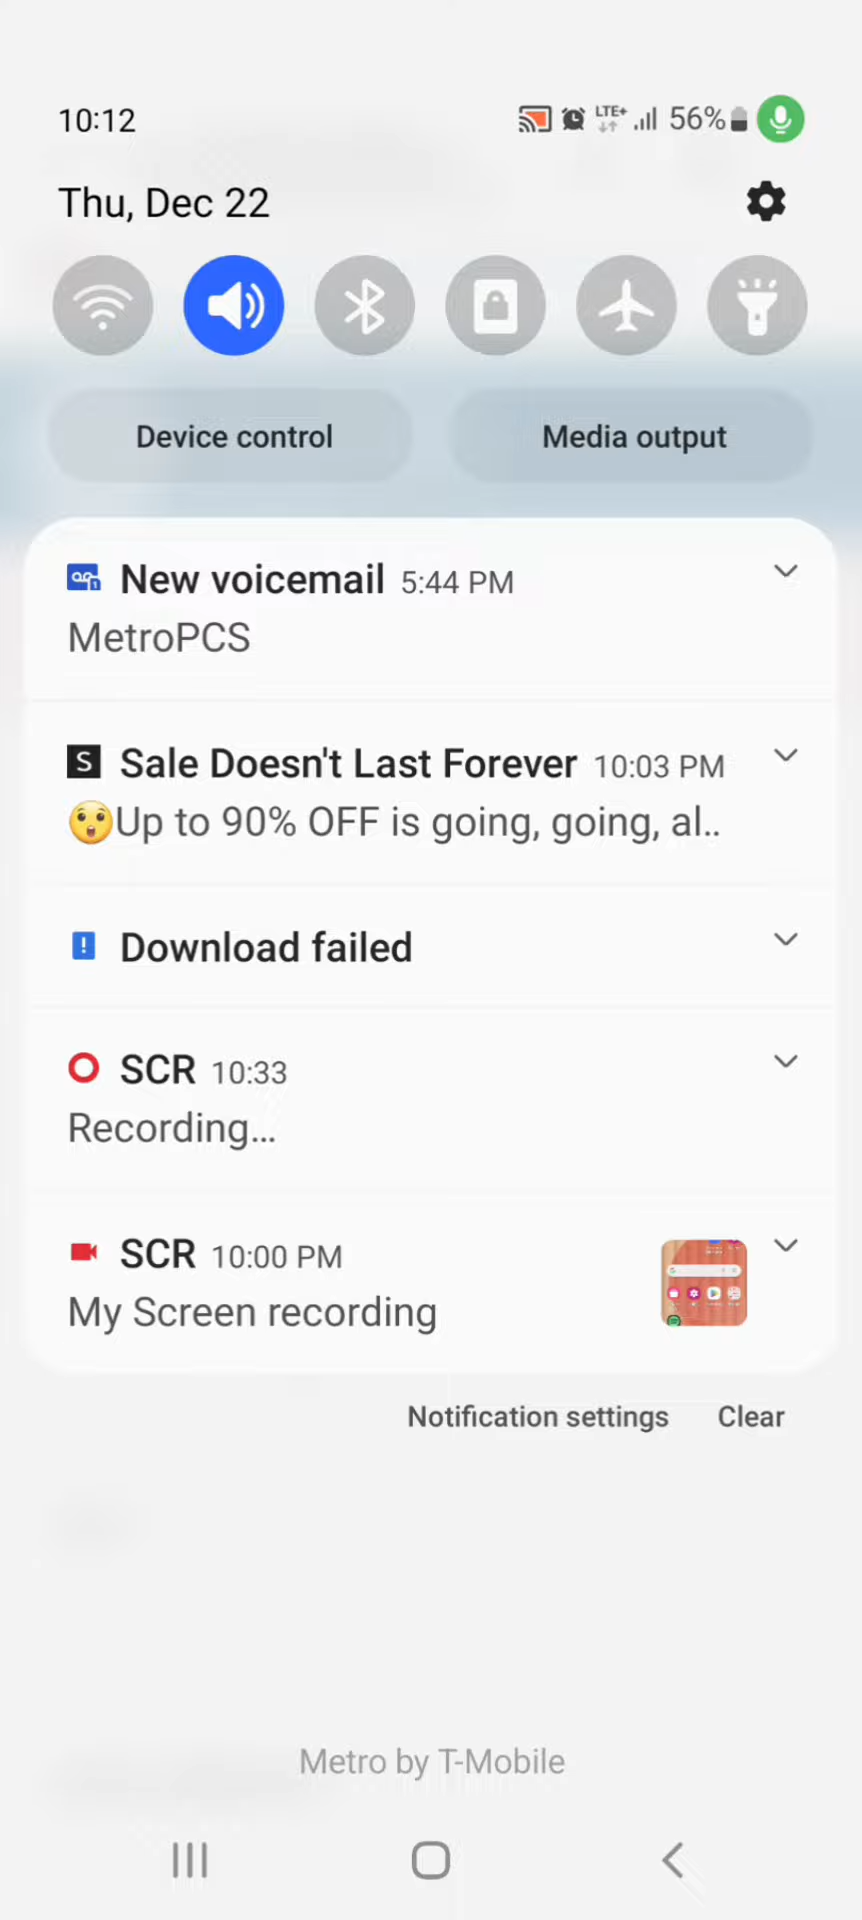 10:12 LTE+ 56%
Thu, Dec 22
Device control Media output
New voicemail 5:44 PM
MetroPCS
S Sale Doesn't Last Forever 10:03 PM
😯Up to 90% OFF is going, going, al..
Download failed
SCR 10:33
Recording...
SCR 10:00 PM
My Screen recording
Notification settings Clear
Metro by T-Mobile